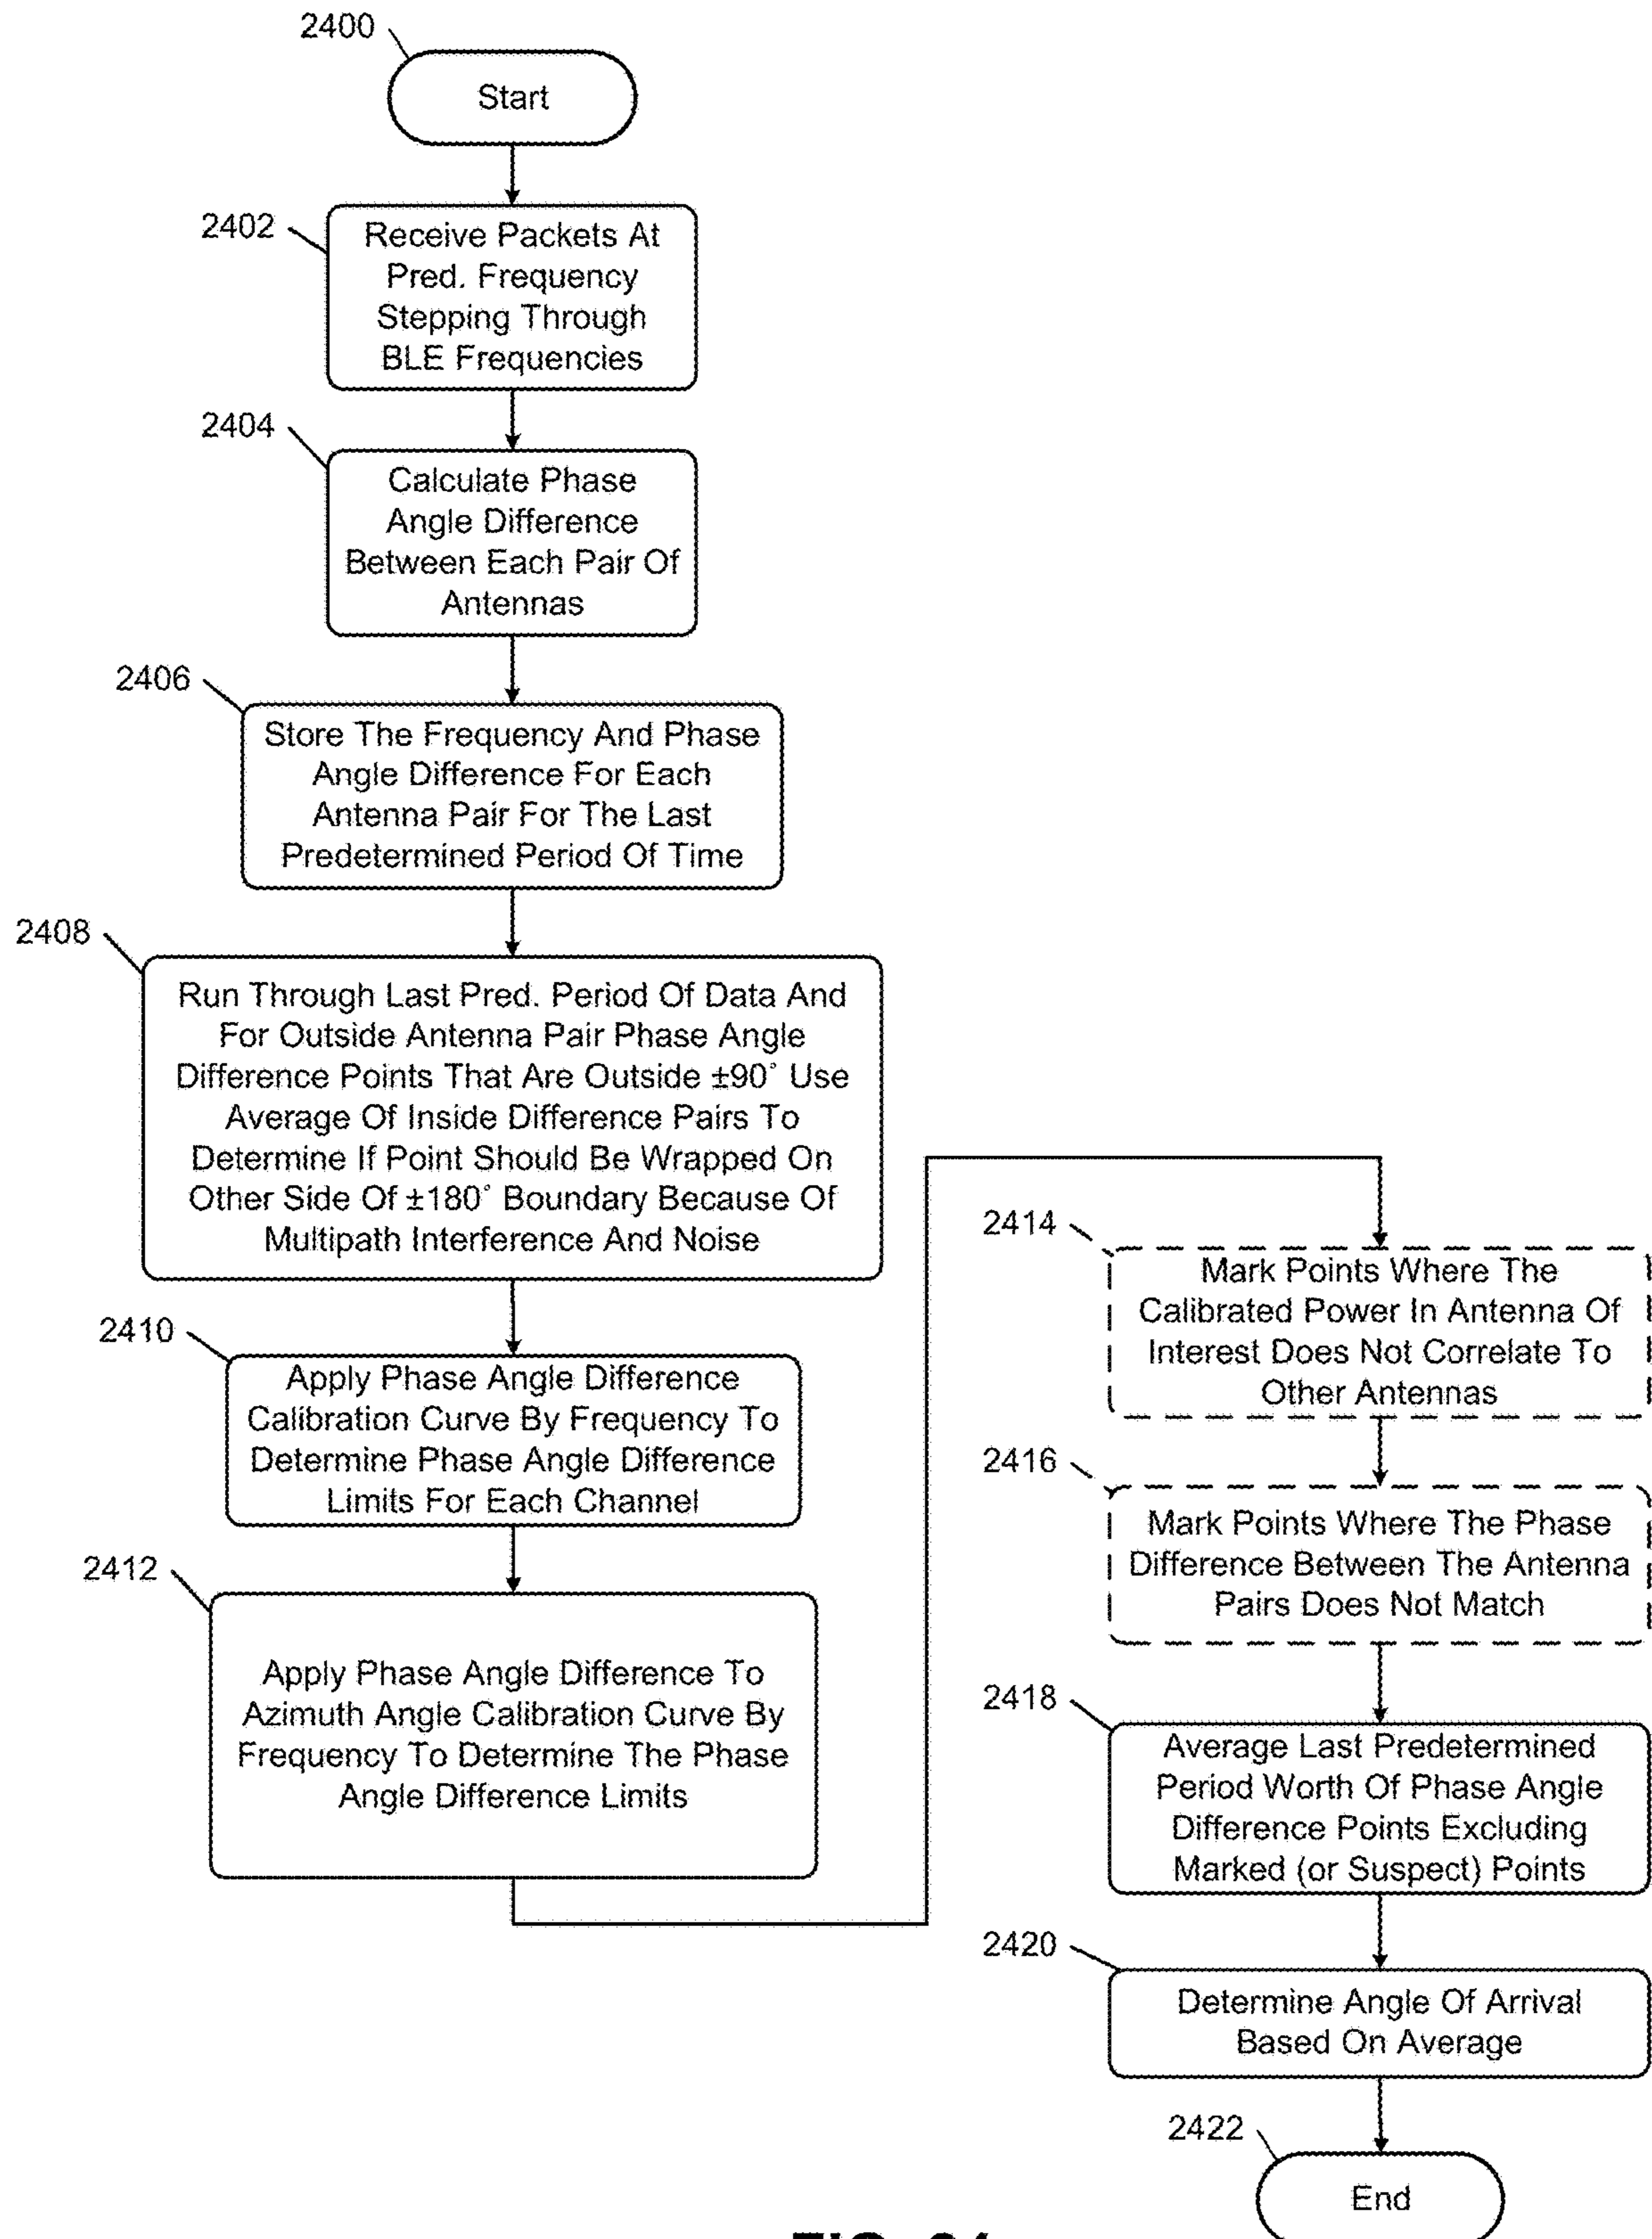 2400
Start
2402
Receive Packets At
Pred. Frequency
Stepping Through
BLE Frequencies
2404
Calculate Phase
Angle Difference
Between Each Pair Of
Antennas
2406
Store The Frequency And Phase
Angle Difference For Each
Antenna Pair For The Last
Predetermined Period Of Time
2408
Run Through Last Pred. Period Of Data And
For Outside Antenna Pair Phase Angle
Difference Points That Are Outside ±90° Use
Average Of Inside Difference Pairs To
Determine If Point Should Be Wrapped On
Other Side Of ±180° Boundary Because Of
Multipath Interference And Noise
2410
Apply Phase Angle Difference
Calibration Curve By Frequency To
Determine Phase Angle Difference
Limits For Each Channel
2412
Apply Phase Angle Difference To
Azimuth Angle Calibration Curve By
Frequency To Determine The Phase
Angle Difference Limits
2414
Mark Points Where The
Calibrated Power In Antenna Of
Interest Does Not Correlate To
Other Antennas
2416
Mark Points Where The Phase
Difference Between The Antenna
Pairs Does Not Match
2418
Average Last Predetermined
Period Worth Of Phase Angle
Difference Points Excluding
Marked (or Suspect) Points
2420
Determine Angle Of Arrival
Based On Average
2422
End